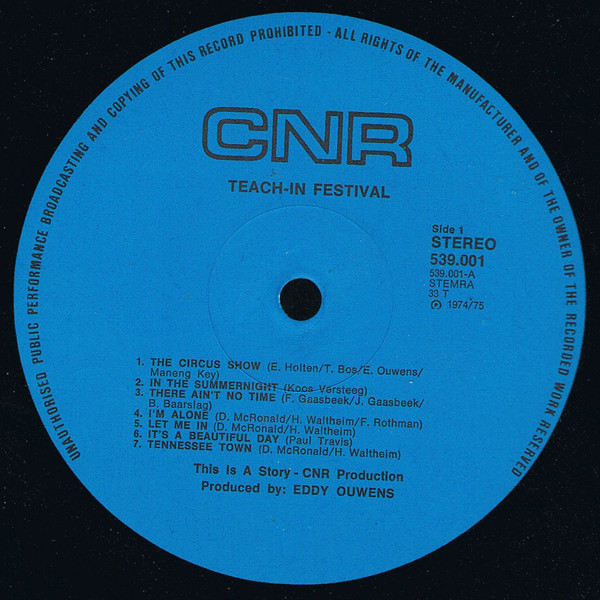 UNAUTHORISED PUBLIC PERFORMANCE BROADCASTING AND COPYING OF THIS RECORD PROHIBITED - ALL RIGHTS OF THE MANUFACTURER AND OF THE OWNER OF THE RECORDED WORK RESERVED
CNR
TEACH-IN FESTIVAL
Side 1
STEREO
539.001
539.001-A
STEMRA
33 T
℗ 1974/75
1. THE CIRCUS SHOW (E. Holten/T. Bos/E. Ouwens/
Maneng Key)
2. IN THE SUMMERNIGHT (Koos Versteeg)
3. THERE AIN'T NO TIME (F. Gaasbeek/J. Gaasbeek/
B. Baarslag)
4. I'M ALONE (D. McRonald/H. Waltheim/F. Rothman)
5. LET ME IN (D. McRonald/H. Waltheim)
6. IT'S A BEAUTIFUL DAY (Paul Travis)
7. TENNESSEE TOWN (D. McRonald/H. Waltheim)
This Is A Story - CNR Production
Produced by: EDDY OUWENS